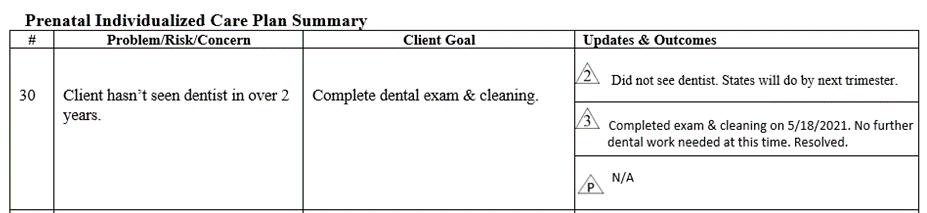 Prenatal Individualized Care Plan Summary
# Problem/Risk/Concern Client Goal Updates & Outcomes
30 Client hasn't seen dentist in over 2
years.
Complete dental exam & cleaning.
2 Did not see dentist. States will do by next trimester.
3 Completed exam & cleaning on 5/18/2021. No further
dental work needed at this time. Resolved.
P N/A